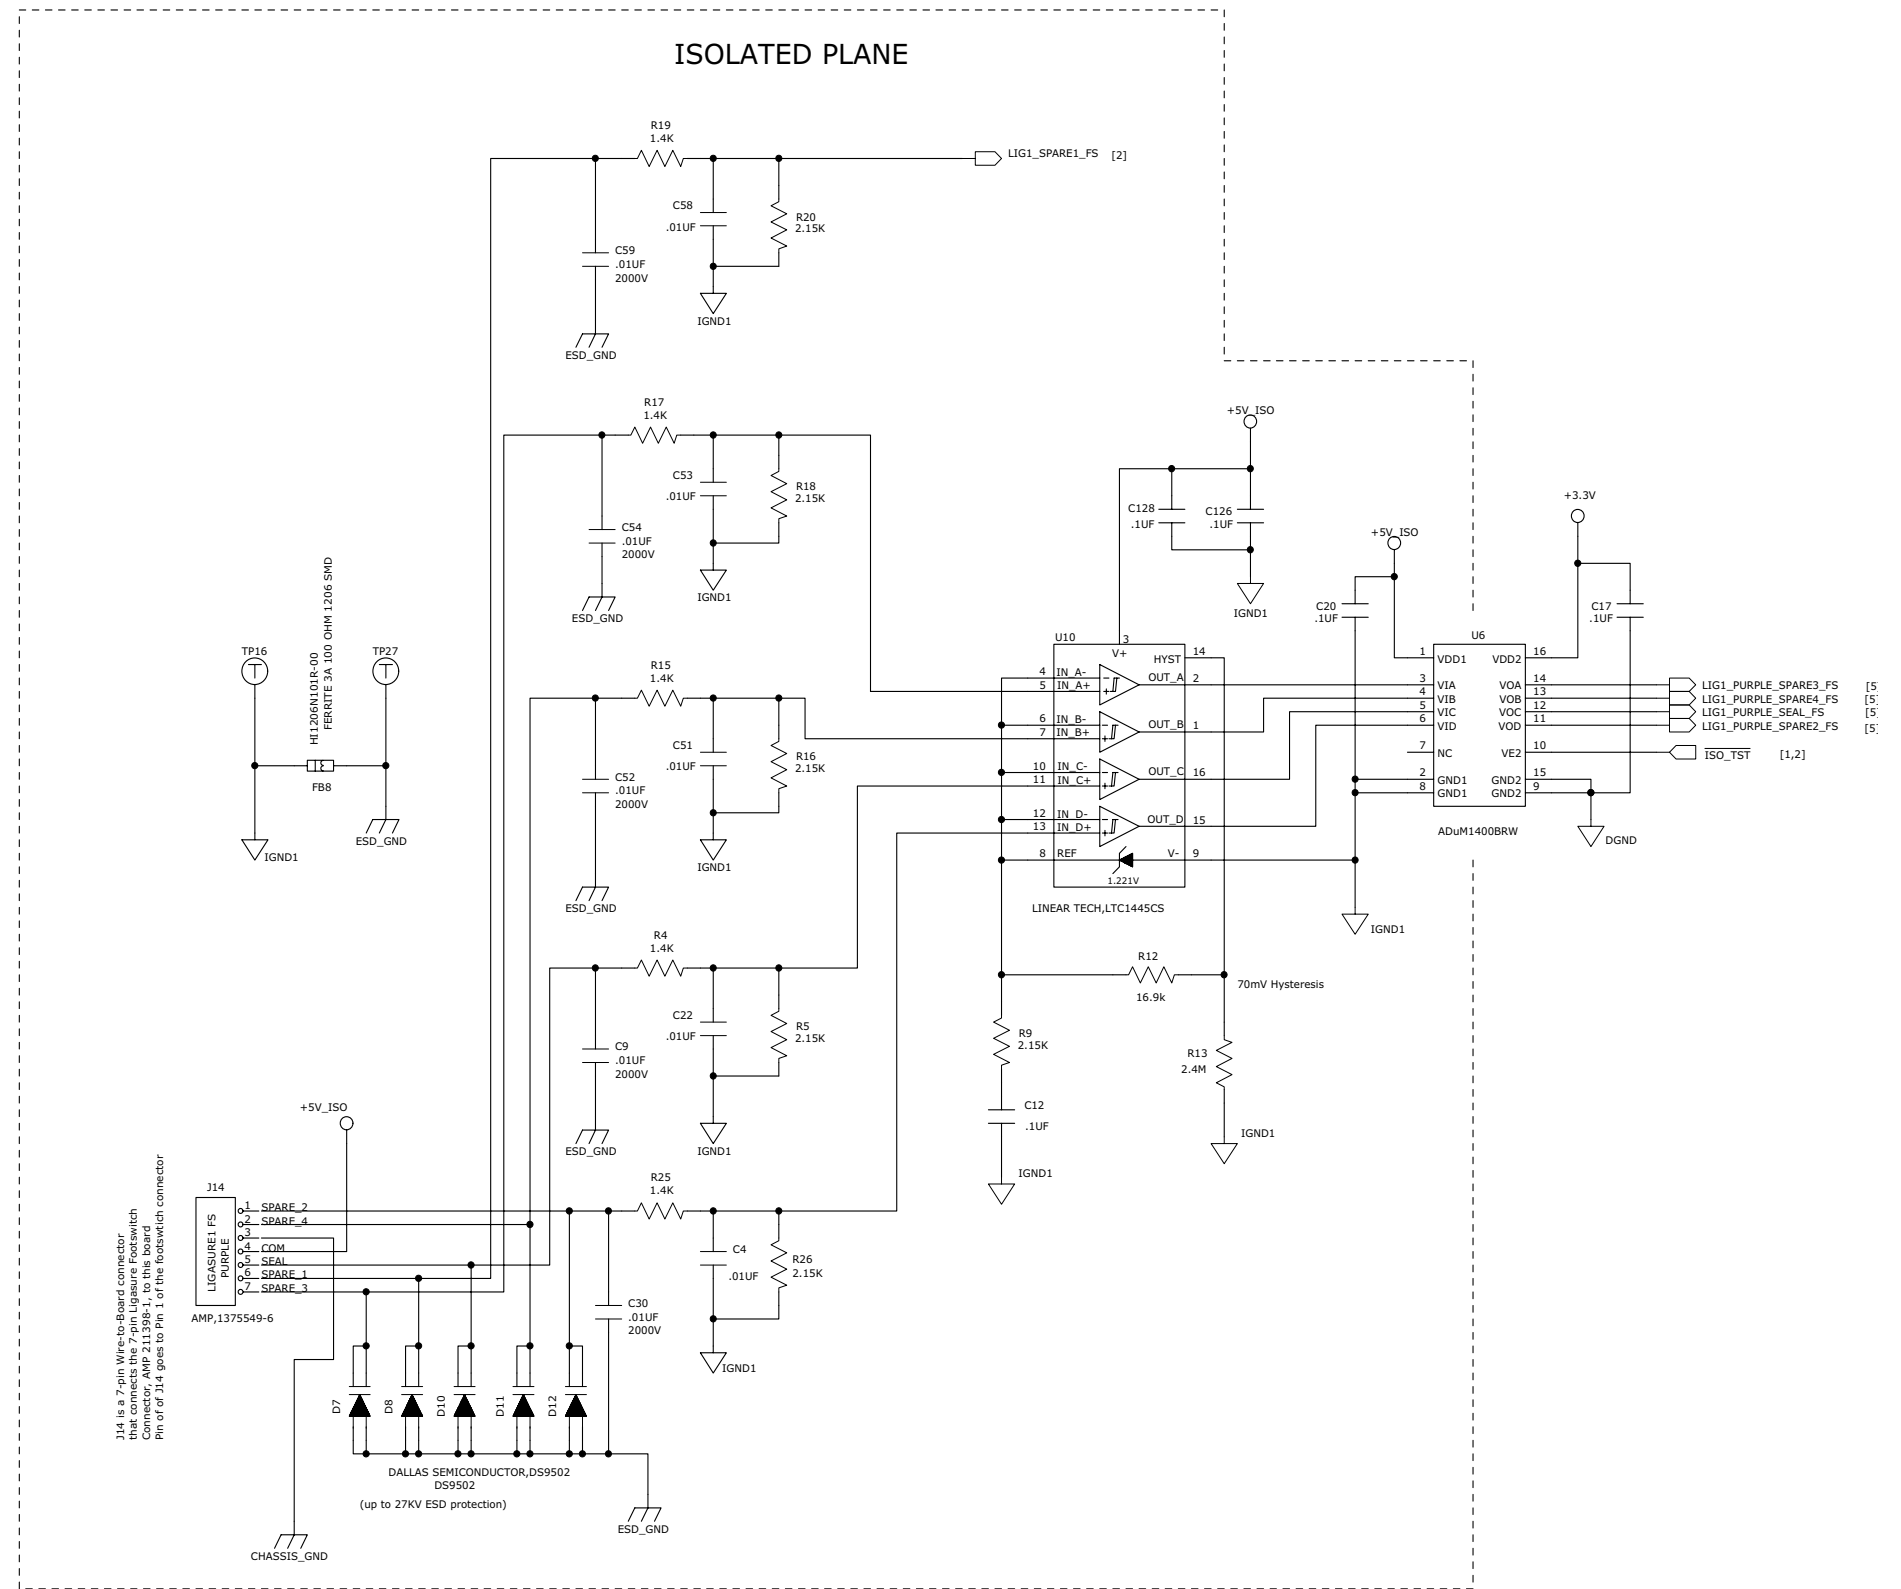 ISOLATED PLANE
R19
1.4K
LIG1_SPARE1_FS [2]
C58
.01UF
R20
2.15K
C59
.01UF
2000V
IGND1
ESD_GND
R17
1.4K
C53
.01UF
R18
2.15K
C54
.01UF
2000V
IGND1
ESD_GND
+5V_ISO
C128
.1UF
C126
.1UF
IGND1
+5V_ISO
C20
.1UF
+3.3V
C17
.1UF
HI1206N101R-00
FERRITE 3A 100 OHM 1206 SMD
TP16
TP27
FB8
IGND1
ESD_GND
R15
1.4K
C51
.01UF
R16
2.15K
C52
.01UF
2000V
IGND1
ESD_GND
U10
3
V+
HYST 14
4 IN_A-
5 IN_A+
OUT_A 2
6 IN_B-
7 IN_B+
OUT_B 1
10 IN_C-
11 IN_C+
OUT_C 16
12 IN_D-
13 IN_D+
OUT_D 15
8 REF
V- 9
1.221V
LINEAR TECH,LTC1445CS
IGND1
U6
1 VDD1 VDD2 16
3 VIA VOA 14
4 VIB VOB 13
5 VIC VOC 12
6 VID VOD 11
7 NC VE2 10
2 GND1 GND2 15
8 GND1 GND2 9
ADuM1400BRW
DGND
LIG1_PURPLE_SPARE3_FS [5]
LIG1_PURPLE_SPARE4_FS [5]
LIG1_PURPLE_SEAL_FS [5]
LIG1_PURPLE_SPARE2_FS [5]
ISO_TST [1,2]
R4
1.4K
C22
.01UF
R5
2.15K
C9
.01UF
2000V
IGND1
ESD_GND
R12
16.9k
70mV Hysteresis
R9
2.15K
R13
2.4M
C12
.1UF
IGND1
IGND1
+5V_ISO
J14
LIGASURE1 FS
PURPLE
1 SPARE_2
2 SPARE_4
3
4 COM
5 SEAL
6 SPARE_1
7 SPARE_3
AMP,1375549-6
J14 is a 7-pin Wire-to-Board connector
that connects the 7-pin Ligasure Footswitch
Connector, AMP 211398-1, to this board
Pin of of J14 goes to Pin 1 of the footswtich connector
R25
1.4K
C4
.01UF
R26
2.15K
C30
.01UF
2000V
IGND1
D7
D8
D10
D11
D12
DALLAS SEMICONDUCTOR,DS9502
DS9502
(up to 27KV ESD protection)
ESD_GND
CHASSIS_GND